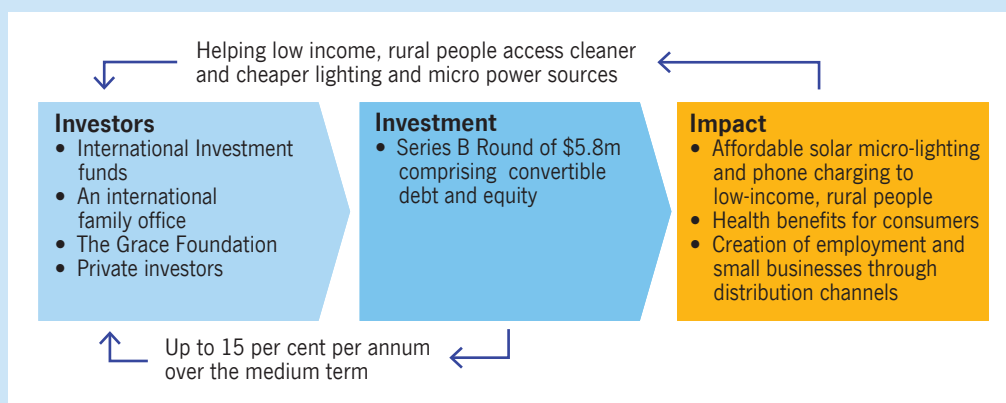 Helping low income, rural people access cleaner
and cheaper lighting and micro power sources
Investors
• International Investment
funds
• An international
family office
• The Grace Foundation
• Private investors
Investment
• Series B Round of $5.8m
comprising convertible
debt and equity
Impact
• Affordable solar micro-lighting
and phone charging to
low-income, rural people
• Health benefits for consumers
• Creation of employment and
small businesses through
distribution channels
Up to 15 per cent per annum
over the medium term